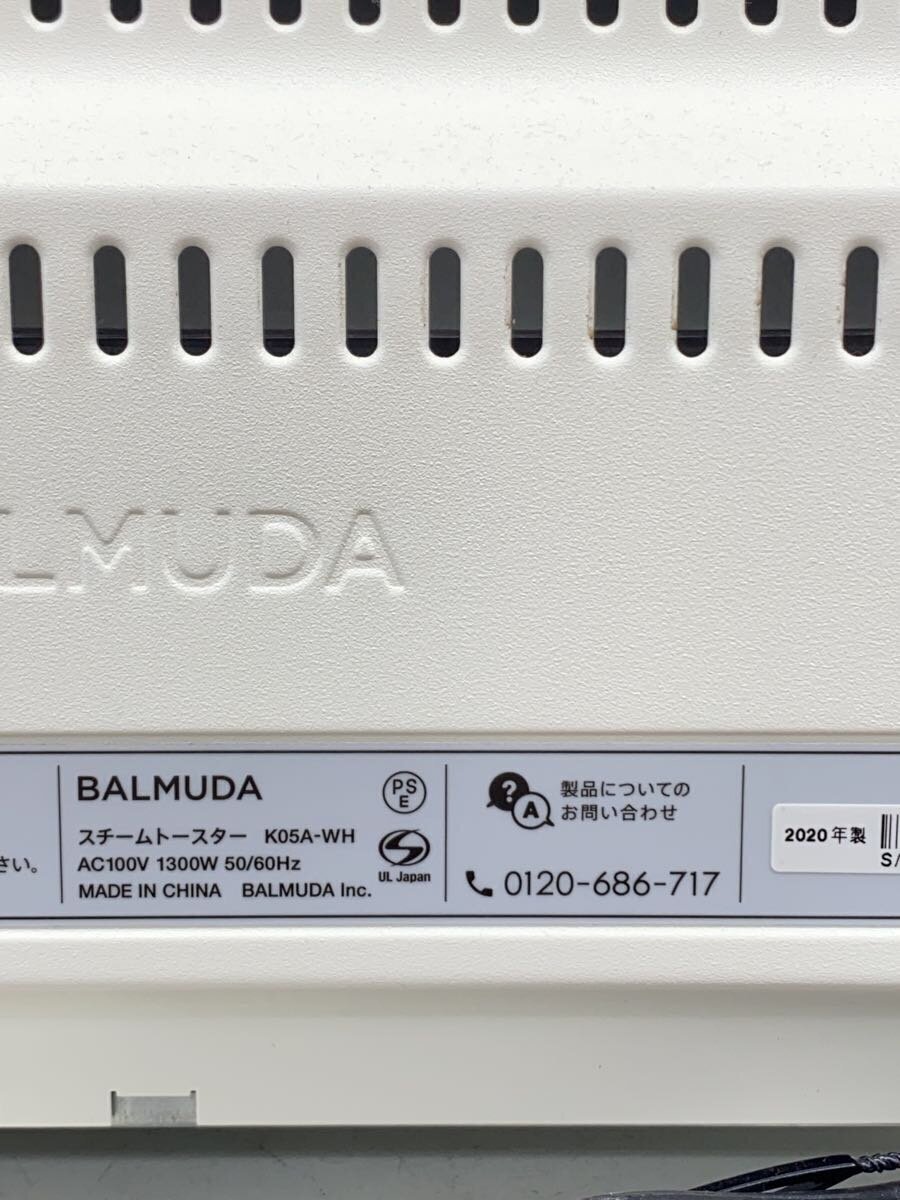 LMUDA
さい。
BALMUDA
PS
E
スチームトースター K05A-WH
AC100V 1300W 50/60Hz
UL Japan
MADE IN CHINA BALMUDA Inc.
?
A
製品についての
お問い合わせ
0120-686-717
2020年製
S/